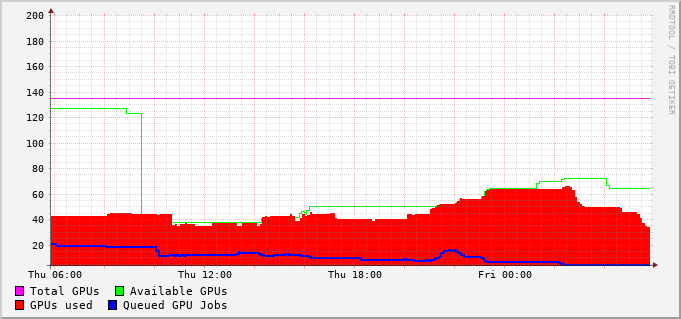 200
180
160
140
120
100
80
60
40
20
Thu 06:00 Thu 12:00 Thu 18:00 Fri 00:00
Total GPUs Available GPUs
GPUs used Queued GPU Jobs
RRDTOOL / TOBI OETIKER